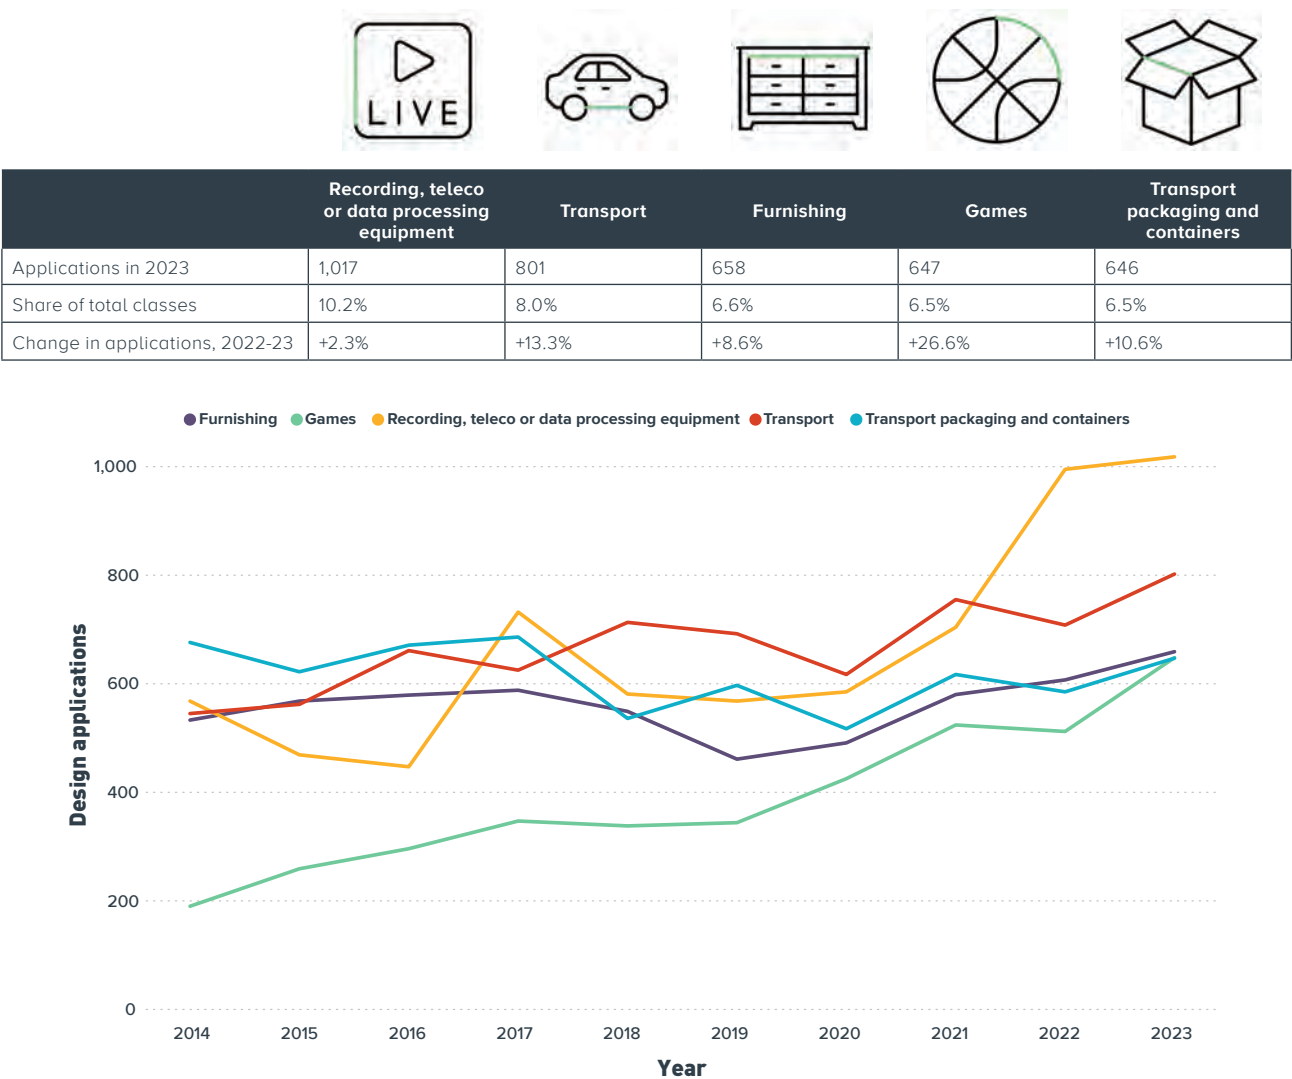 LIVE
Recording, teleco
or data processing
equipment
Transport
Furnishing
Games
Transport
packaging and
containers
Applications in 2023 1,017 801 658 647 646
Share of total classes 10.2% 8.0% 6.6% 6.5% 6.5%
Change in applications, 2022-23 +2.3% +13.3% +8.6% +26.6% +10.6%
Furnishing Games Recording, teleco or data processing equipment Transport Transport packaging and containers
1,000
800
600
400
200
0
Design applications
2014 2015 2016 2017 2018 2019 2020 2021 2022 2023
Year